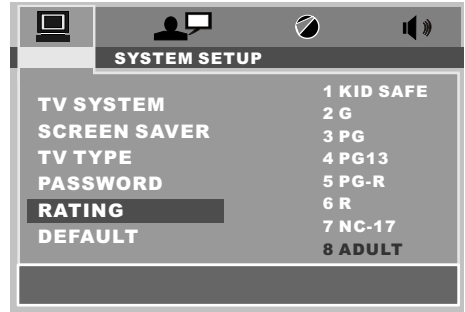 SYSTEM SETUP
TV SYSTEM
SCREEN SAVER
TV TYPE
PASSWORD
RATING
DEFAULT
1 KID SAFE
2 G
3 PG
4 PG13
5 PG-R
6 R
7 NC-17
8 ADULT